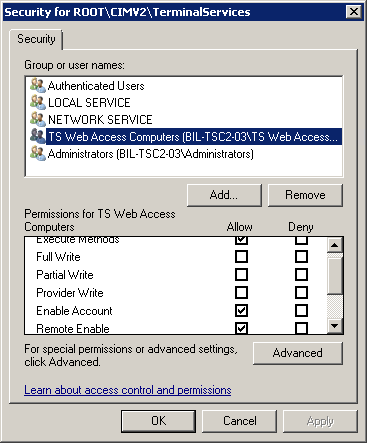 Security for ROOT\CIMV2\TerminalServices
Security
Group or user names:
Authenticated Users
LOCAL SERVICE
NETWORK SERVICE
TS Web Access Computers (BIL-TSC2-03\TS Web Access...
Administrators (BIL-TSC2-03\Administrators)
Add...
Remove
Permissions for TS Web Access
Computers
Allow
Deny
Execute Methods
Full Write
Partial Write
Provider Write
Enable Account
Remote Enable
For special permissions or advanced settings,
click Advanced.
Advanced
Learn about access control and permissions
OK
Cancel
Apply